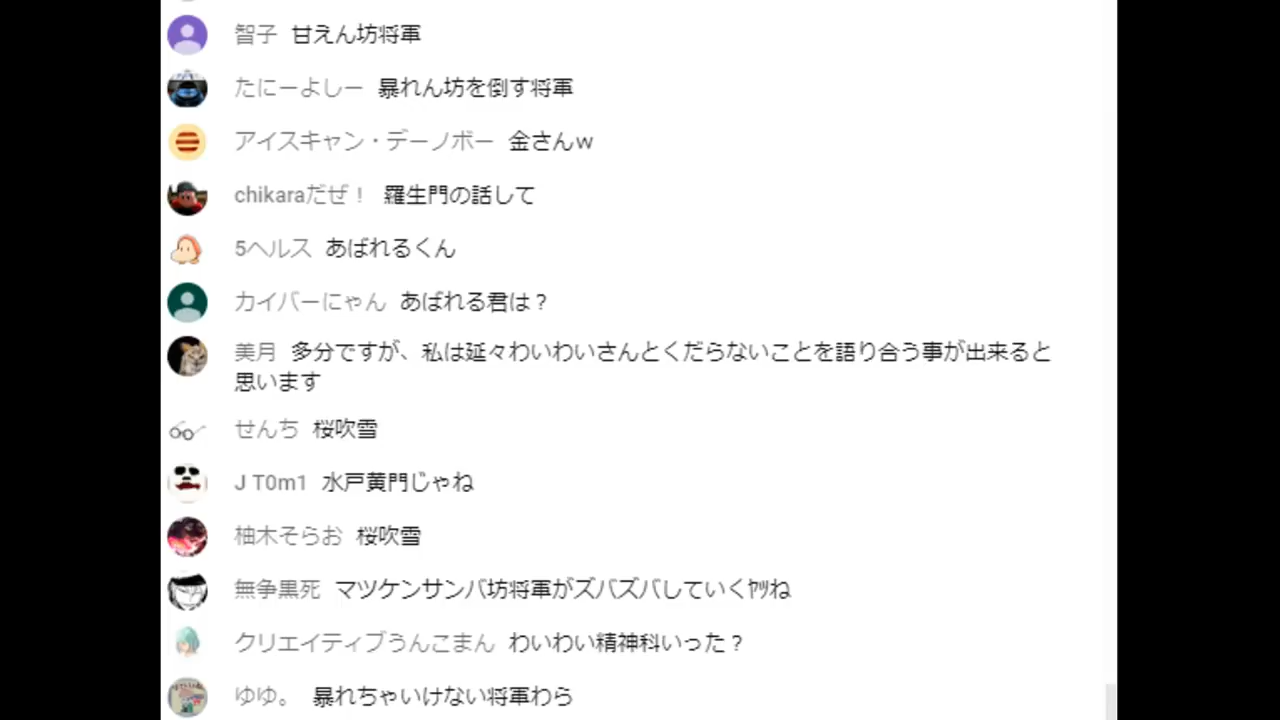 智子 甘えん坊将軍
たにーよしー 暴れん坊を倒す将軍
アイスキャン・デーノボー 金さんw
chikaraだぜ！ 羅生門の話して
5ヘルス あばれるくん
カイバーにゃん あばれる君は？
美月 多分ですが、私は延々わいわいさんとくだらないことを語り合う事が出来ると
思います
せんち 桜吹雪
J T0m1 水戸黄門じゃね
柚木そらお 桜吹雪
無争黒死 マツケンサンバ坊将軍がズバズバしていくﾔﾂね
クリエイティブうんこまん わいわい精神科いった？
ゆゆ。 暴れちゃいけない将軍わら